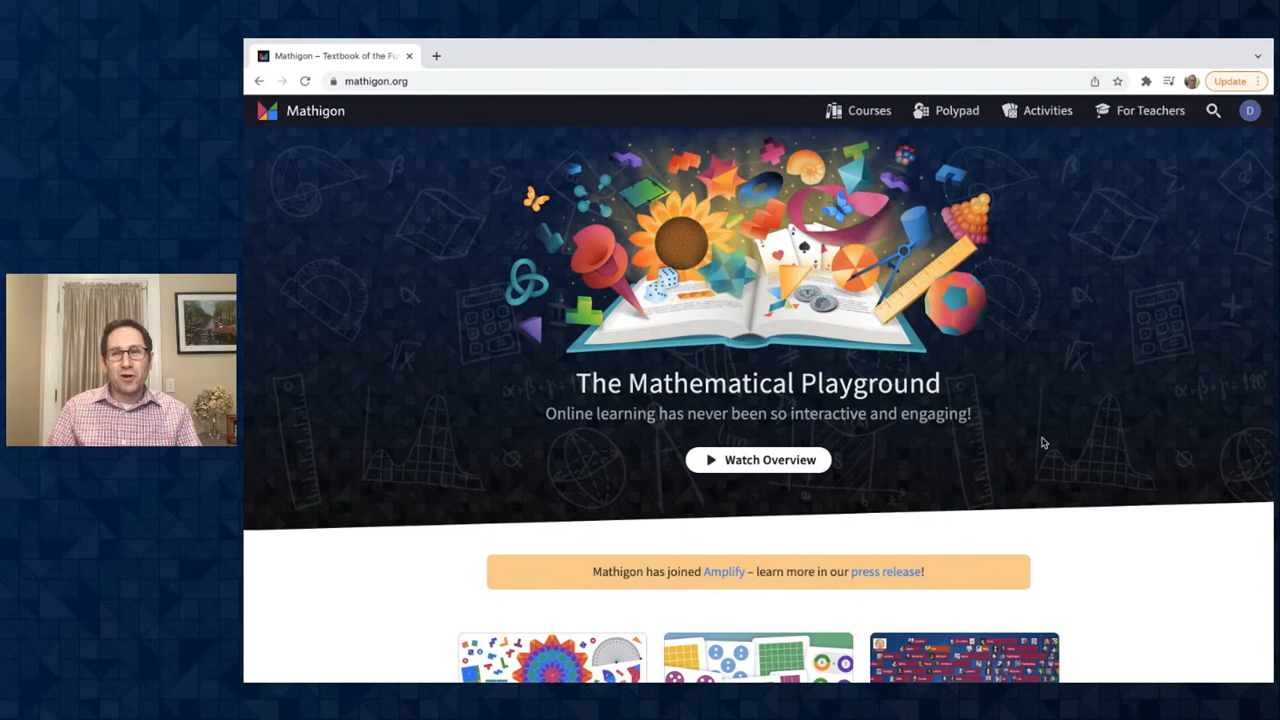 Mathigon – Textbook of the Fu
mathigon.org
Update
Mathigon
Courses
Polypad
Activities
For Teachers
D
The Mathematical Playground
Online learning has never been so interactive and engaging!
Watch Overview
Mathigon has joined Amplify – learn more in our press release!